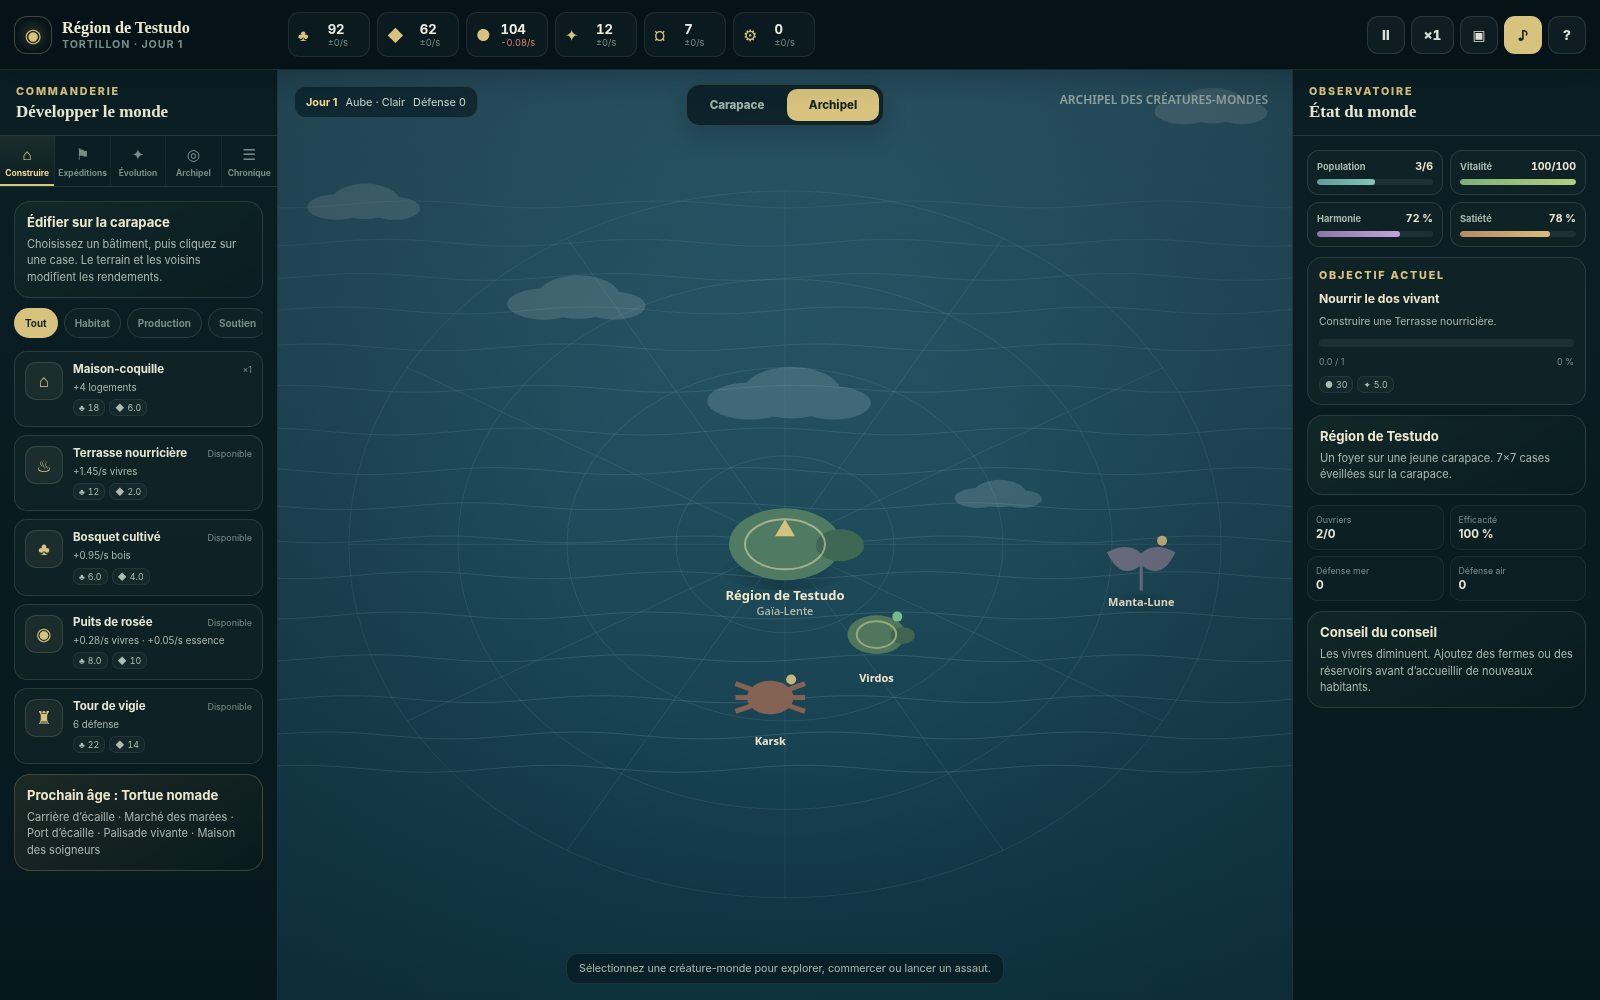 Région de Testudo
TORTILLON · JOUR 1
92
±0/s
62
±0/s
104
-0.08/s
12
±0/s
7
±0/s
0
±0/s
×1
?
COMMANDERIE
Développer le monde
Construire
Expéditions
Évolution
Archipel
Chronique
Édifier sur la carapace
Choisissez un bâtiment, puis cliquez sur
une case. Le terrain et les voisins
modifient les rendements.
Tout
Habitat
Production
Soutien
Maison-coquille
×1
+4 logements
18
6.0
Terrasse nourricière
Disponible
+1.45/s vivres
12
2.0
Bosquet cultivé
Disponible
+0.95/s bois
6.0
4.0
Puits de rosée
Disponible
+0.28/s vivres · +0.05/s essence
8.0
10
Tour de vigie
Disponible
6 défense
22
14
Prochain âge : Tortue nomade
Carrière d’écaille · Marché des marées ·
Port d’écaille · Palisade vivante · Maison
des soigneurs
Jour 1 Aube · Clair Défense 0
Carapace
Archipel
ARCHIPEL DES CRÉATURES-MONDES
Région de Testudo
Gaïa-Lente
Manta-Lune
Virdos
Karsk
Sélectionnez une créature-monde pour explorer, commercer ou lancer un assaut.
OBSERVATOIRE
État du monde
Population
3/6
Vitalité
100/100
Harmonie
72 %
Satiété
78 %
OBJECTIF ACTUEL
Nourrir le dos vivant
Construire une Terrasse nourricière.
0.0 / 1
0 %
30
5.0
Région de Testudo
Un foyer sur une jeune carapace. 7×7 cases
éveillées sur la carapace.
Ouvriers
2/0
Efficacité
100 %
Défense mer
0
Défense air
0
Conseil du conseil
Les vivres diminuent. Ajoutez des fermes ou des
réservoirs avant d’accueillir de nouveaux
habitants.